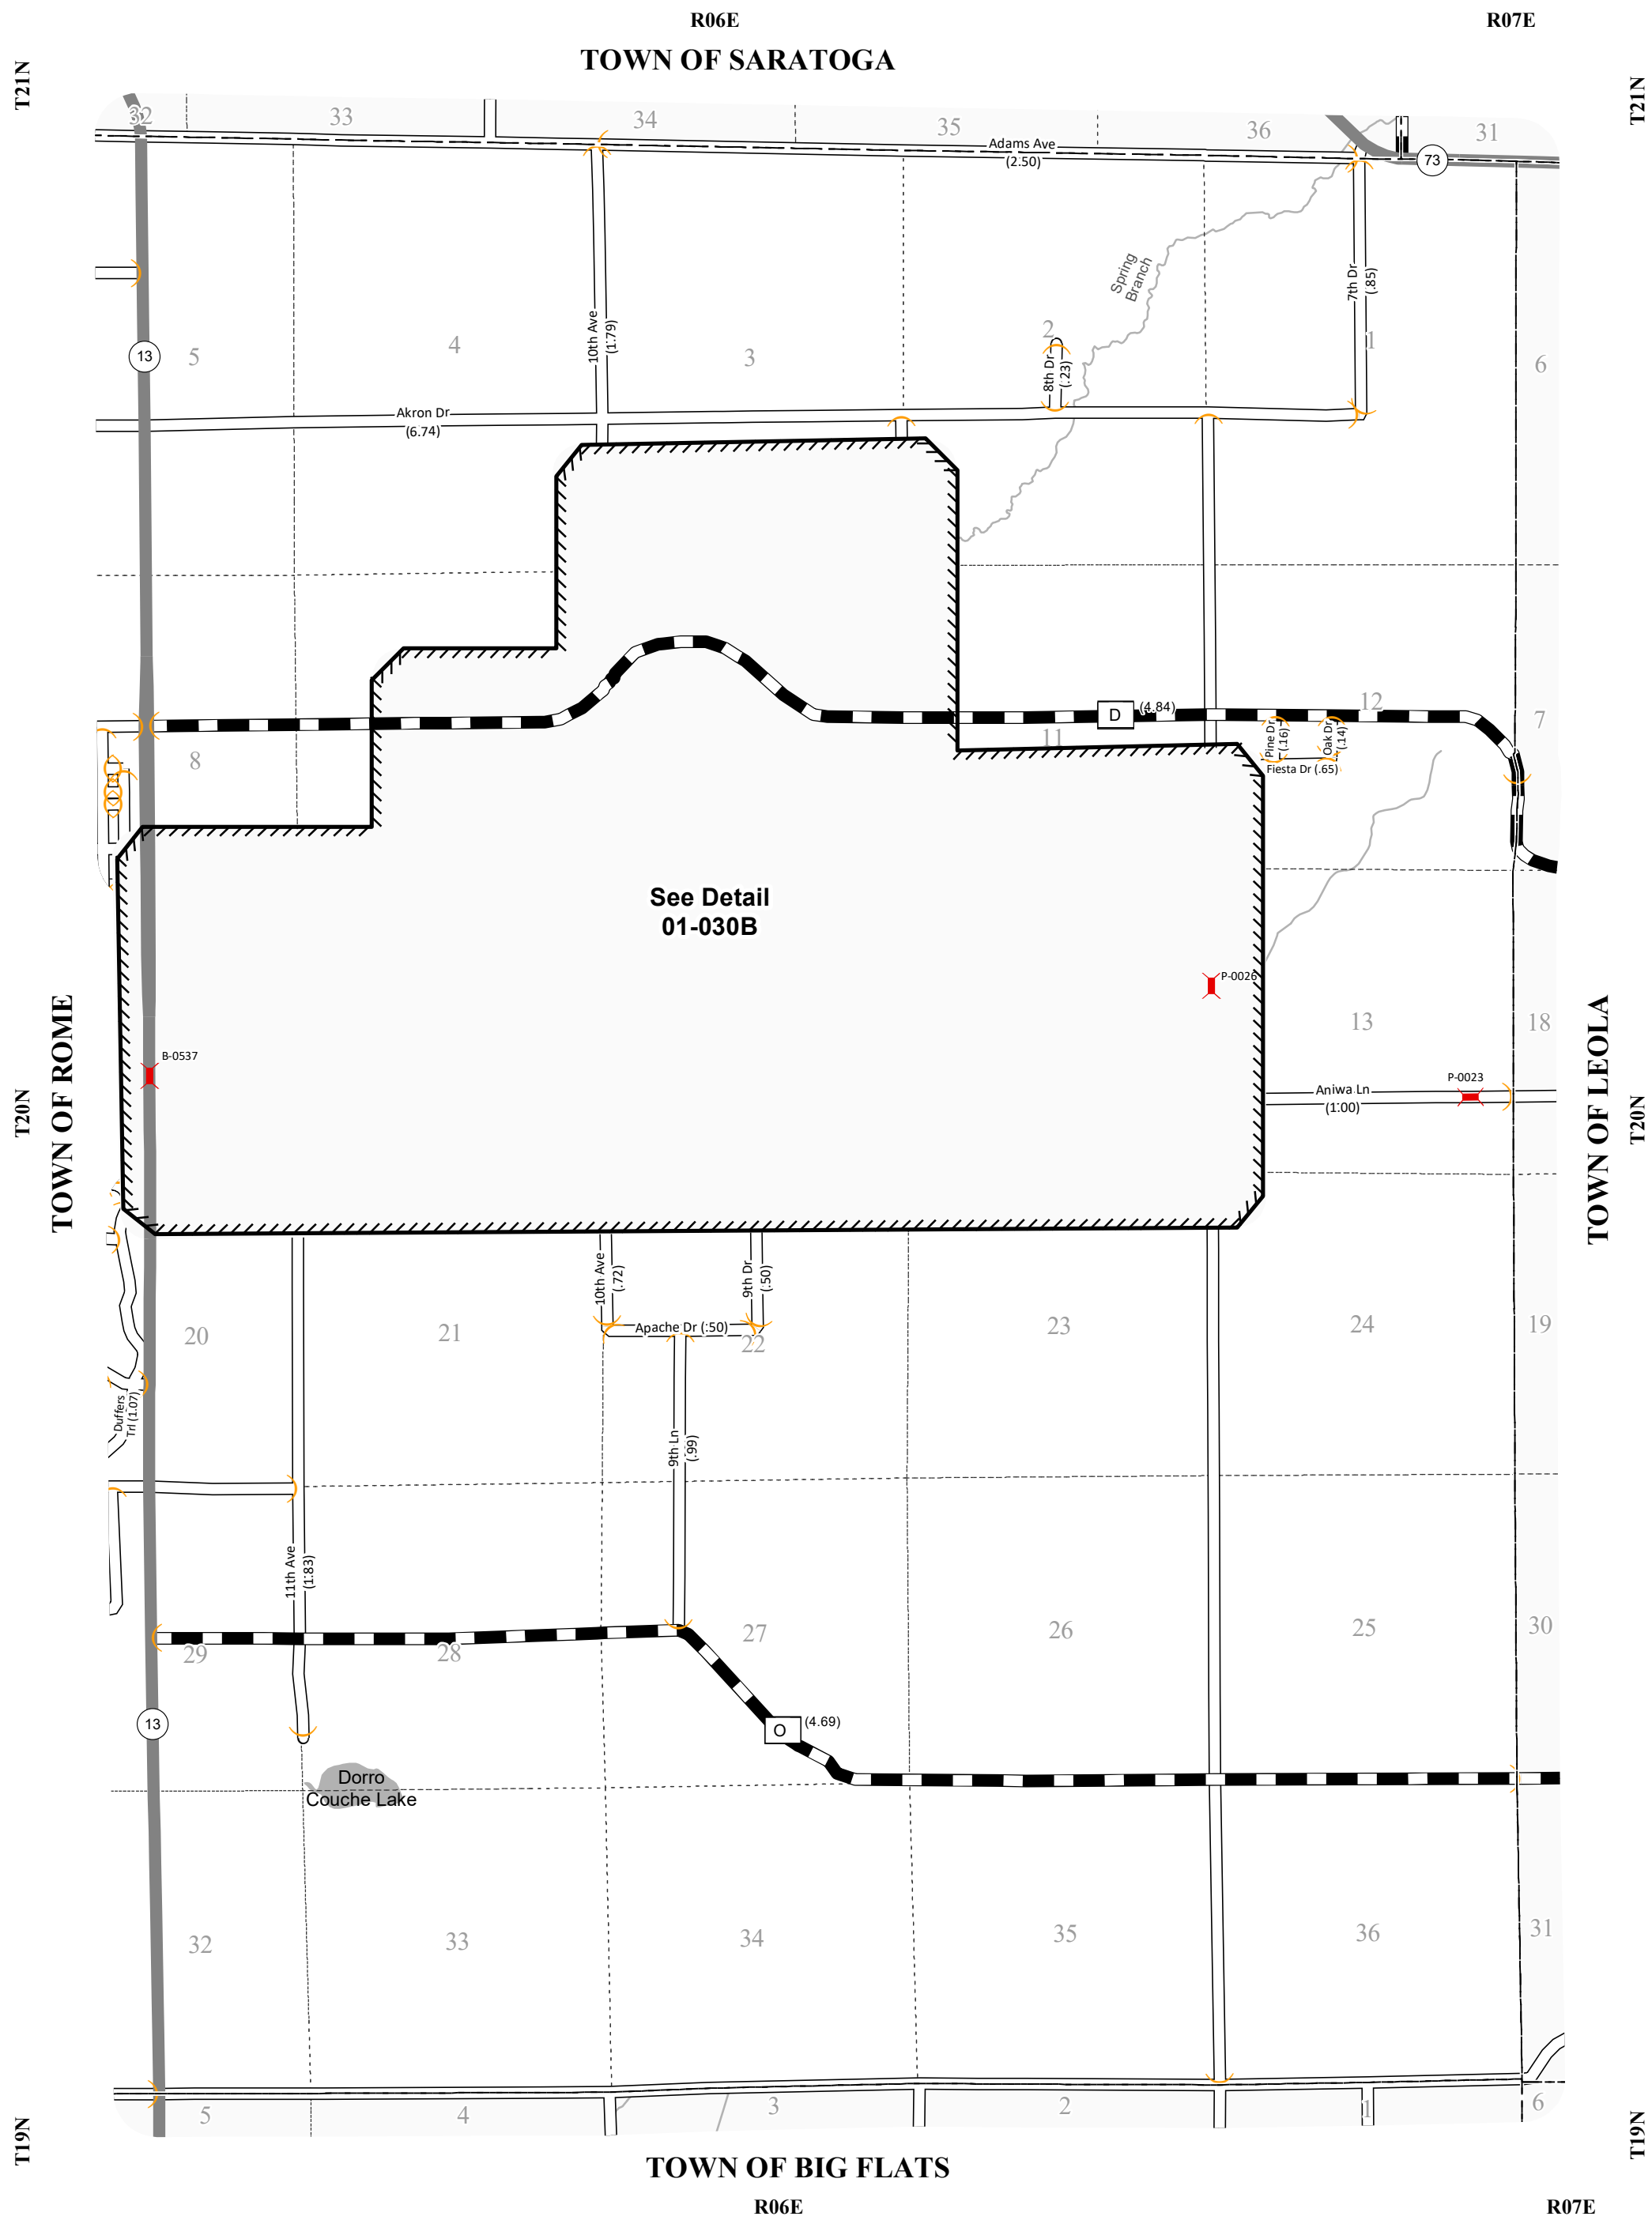 R06E
R07E
TOWN OF SARATOGA
T21N
T21N
32
33
34
35
36
31
Adams Ave
(2.50)
73
10th Ave
(1.79)
Spring
Branch
7th Dr
(.85)
13
5
4
3
2
1
6
8th Dr
(.23)
Akron Dr
(6.74)
D
(4.84)
12
7
11
8
Pine Dr
(.16)
Oak Dr
(.14)
Fiesta Dr (.65)
See Detail
01-030B
P-0026
TOWN OF ROME
TOWN OF LEOLA
13
18
B-0537
P-0023
Aniwa Ln
(1.00)
T20N
T20N
10th Ave
(.72)
9th Dr
(.50)
Apache Dr (.50)
20
21
22
23
24
19
Duffers
Trl (1.07)
9th Ln
(.99)
11th Ave
(1.83)
29
28
27
26
25
30
13
O
(4.69)
Dorro
Couche Lake
32
33
34
35
36
31
5
4
3
2
1
6
T19N
T19N
TOWN OF BIG FLATS
R06E
R07E